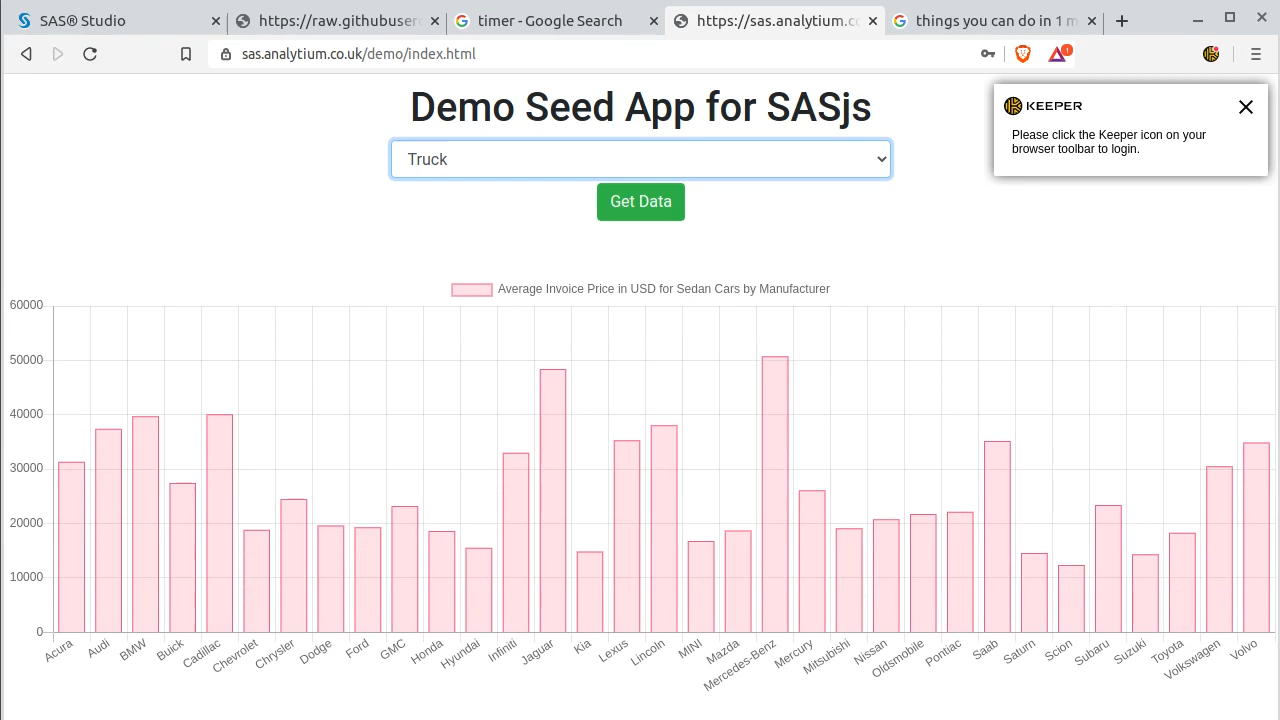 SAS® Studio
https://raw.githubuserc
timer - Google Search
https://sas.analytium.co
things you can do in 1 m
sas.analytium.co.uk/demo/index.html
1
Demo Seed App for SASjs
KEEPER
Please click the Keeper icon on your
browser toolbar to login.
Truck
Get Data
Average Invoice Price in USD for Sedan Cars by Manufacturer
60000
50000
40000
30000
20000
10000
0
Acura
Audi
BMW
Buick
Cadillac
Chevrolet
Chrysler
Dodge
Ford
GMC
Honda
Hyundai
Infiniti
Jaguar
Kia
Lexus
Lincoln
MINI
Mazda
Mercedes-Benz
Mercury
Mitsubishi
Nissan
Oldsmobile
Pontiac
Saab
Saturn
Scion
Subaru
Suzuki
Toyota
Volkswagen
Volvo